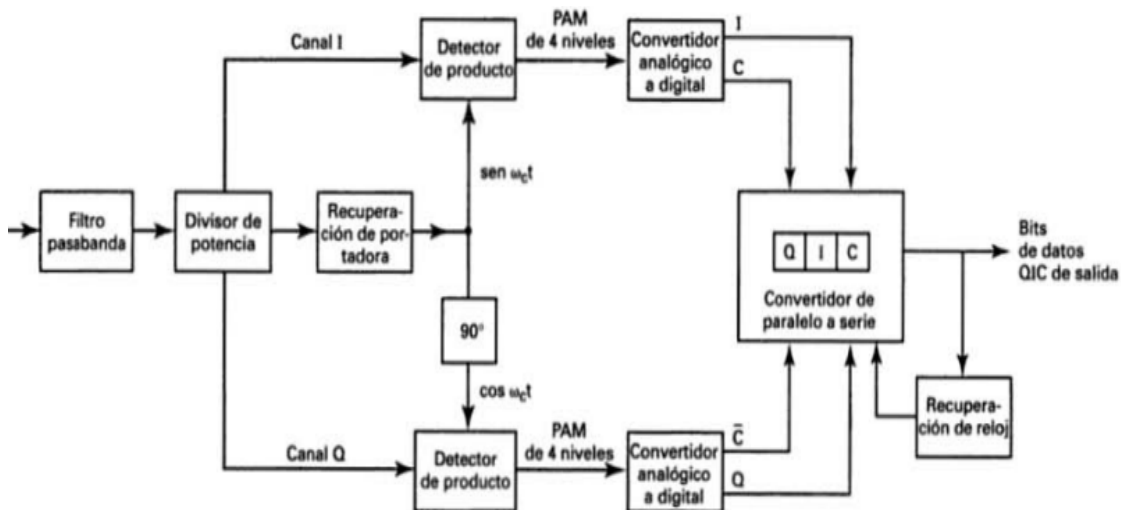 Canal I
Detector
de producto
PAM
de 4 niveles
Convertidor
analógico
a digital
I
C
sen ωct
Filtro
pasabanda
Divisor de
potencia
Recupera-
ción de por-
tadora
90°
cos ωct
Q I C
Convertidor de
paralelo a serie
Bits
de datos
QIC de salida
Recupera-
ción de reloj
Canal Q
Detector
de producto
PAM
de 4 niveles
Convertidor
analógico
a digital
C̄
Q